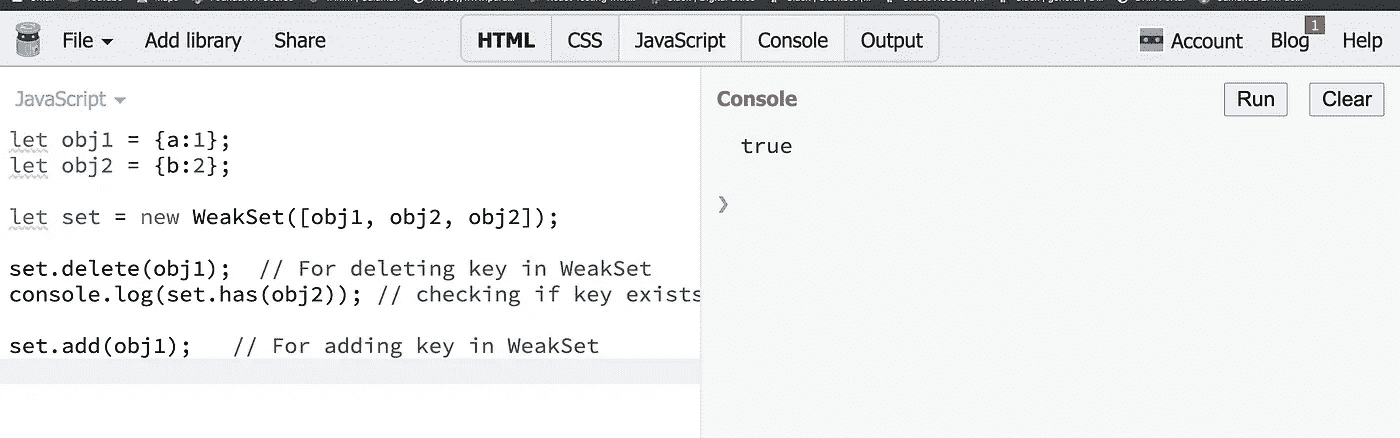 File Add library Share HTML CSS JavaScript Console Output Account Blog 1 Help
JavaScript
let obj1 = {a:1};
let obj2 = {b:2};
let set = new WeakSet([obj1, obj2, obj2]);
set.delete(obj1);  // For deleting key in WeakSet
console.log(set.has(obj2)); // checking if key exists
set.add(obj1);   // For adding key in WeakSet
Console Run Clear
true
❯